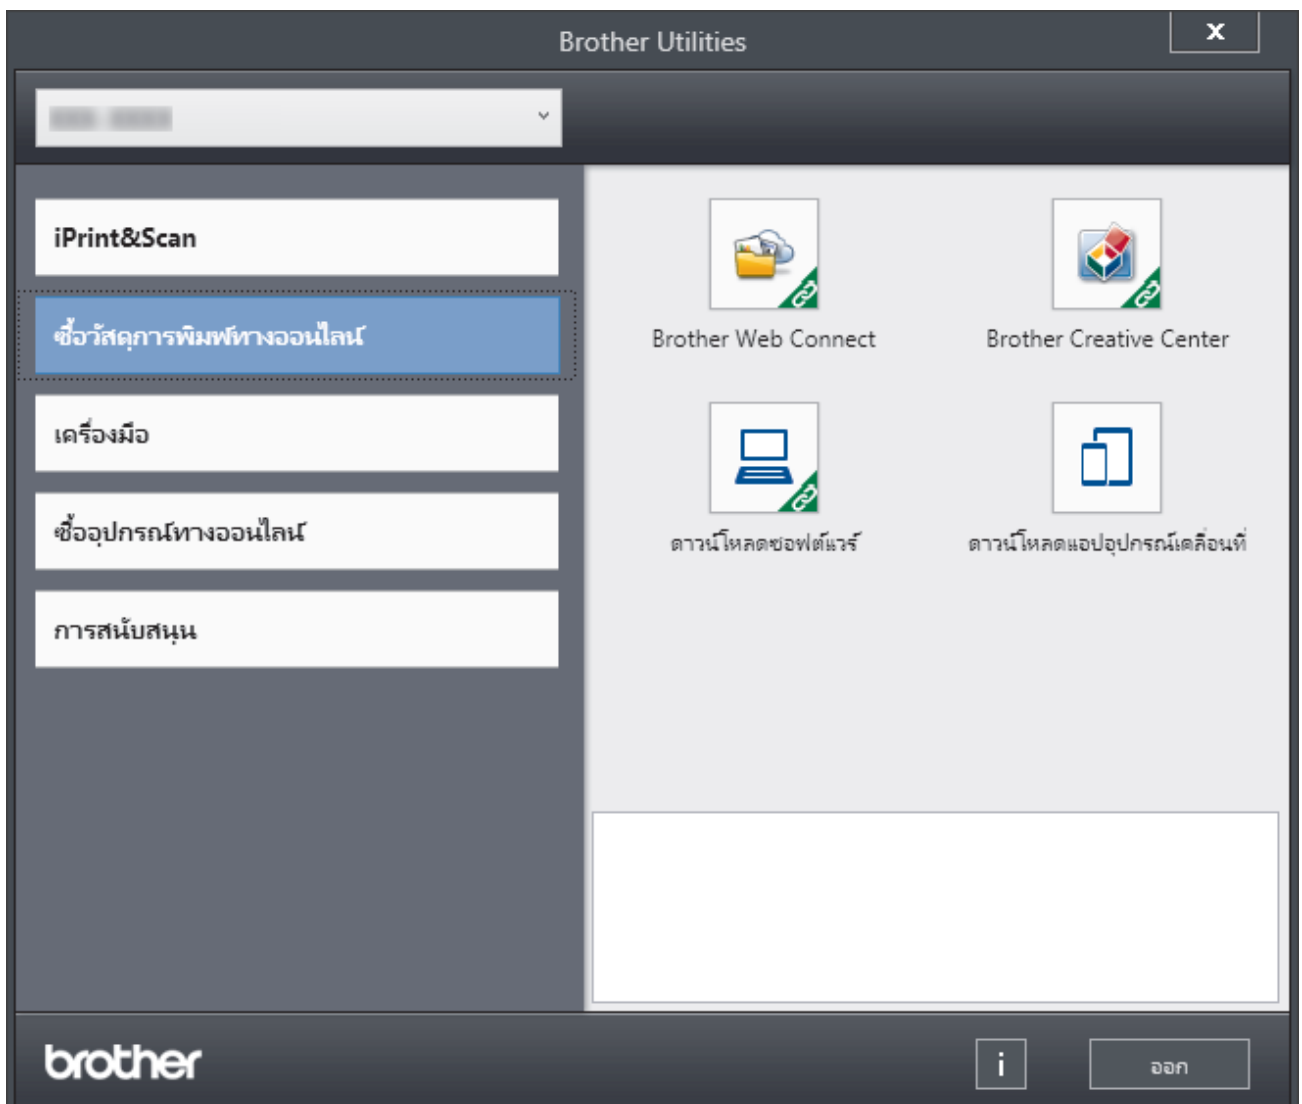 Brother Utilities
x
iPrint&Scan
ซื้อวัสดุการพิมพ์ทางออนไลน์
เครื่องมือ
ซื้ออุปกรณ์ทางออนไลน์
การสนับสนุน
Brother Web Connect
Brother Creative Center
ดาวน์โหลดซอฟต์แวร์
ดาวน์โหลดแอปอุปกรณ์เคลื่อนที่
brother
i
ออก